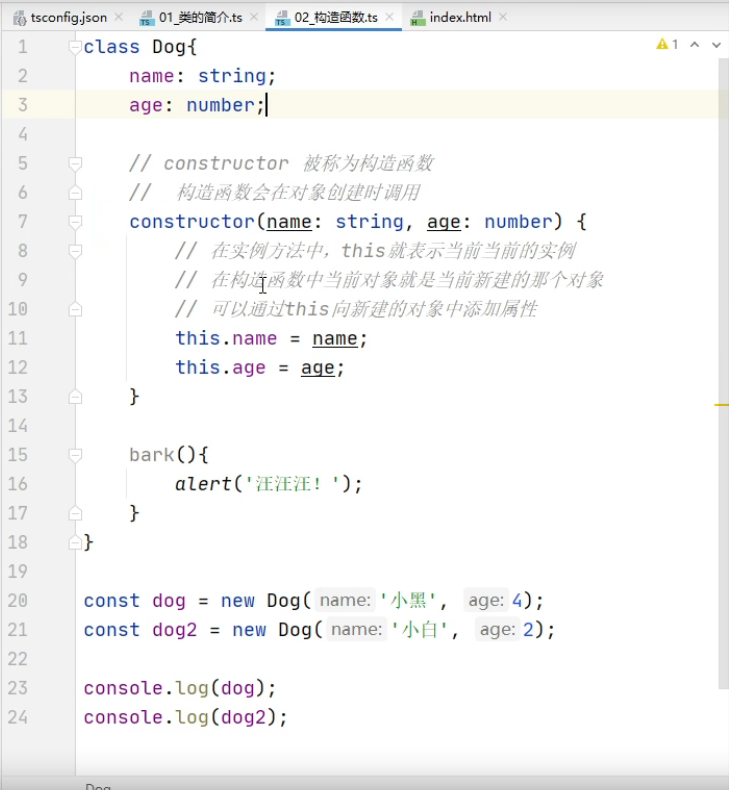 tsconfig.json 01_类的简介.ts 02_构造函数.ts index.html
1 class Dog{ 1
2 name: string;
3 age: number;
4
5 // constructor 被称为构造函数
6 // 构造函数会在对象创建时调用
7 constructor(name: string, age: number) {
8 // 在实例方法中，this就表示当前当前的实例
9 // 在构造函数中当前对象就是当前新建的那个对象
10 // 可以通过this向新建的对象中添加属性
11 this.name = name;
12 this.age = age;
13 }
14
15 bark(){
16 alert('汪汪汪！');
17 }
18 }
19
20 const dog = new Dog( name: '小黑', age: 4);
21 const dog2 = new Dog( name: '小白', age: 2);
22
23 console.log(dog);
24 console.log(dog2);
Dog